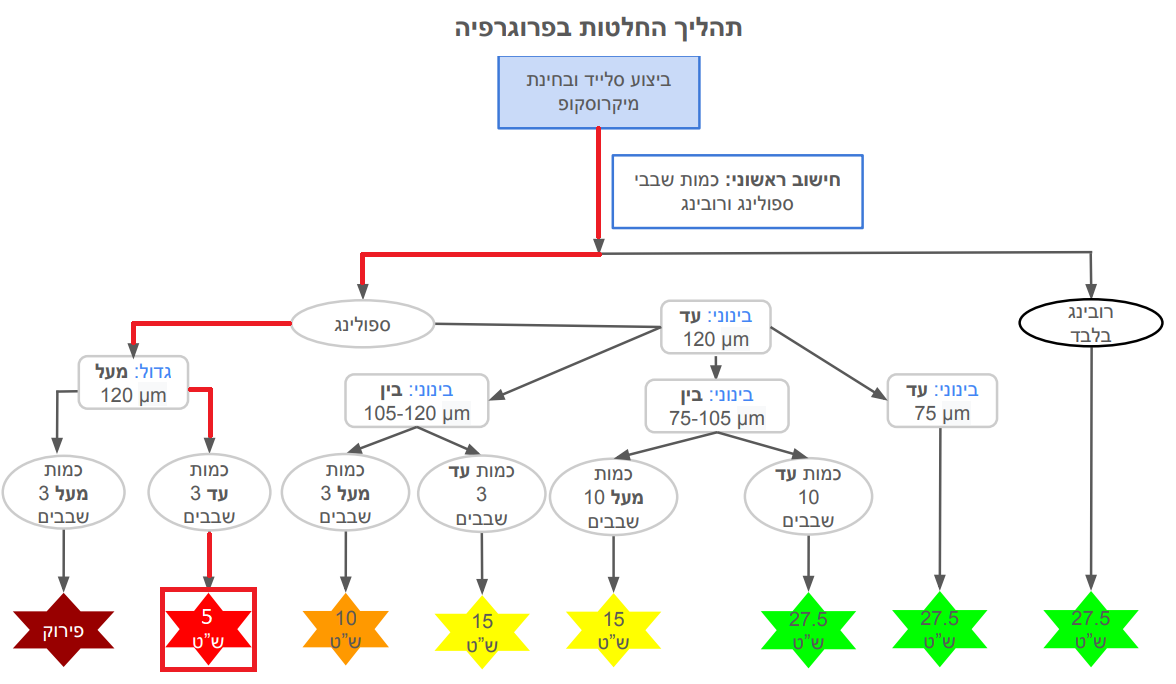 תהליך החלטות בפרוגרפיה
ביצוע סלייד ובחינת
מיקרוסקופ
חישוב ראשוני: כמות שבבי
ספולינג ורובינג
ספולינג
בינוני: עד
120 µm
רובינג
בלבד
גדול: מעל
120 µm
בינוני: בין
105-120 µm
בינוני: בין
75-105 µm
בינוני: עד
75 µm
כמות
מעל 3
שבבים
כמות
עד 3
שבבים
כמות
מעל 3
שבבים
כמות עד
3
שבבים
כמות
מעל 10
שבבים
כמות עד
10
שבבים
פירוק
5
ש”ט
10
ש”ט
15
ש”ט
15
ש”ט
27.5
ש”ט
27.5
ש”ט
27.5
ש”ט